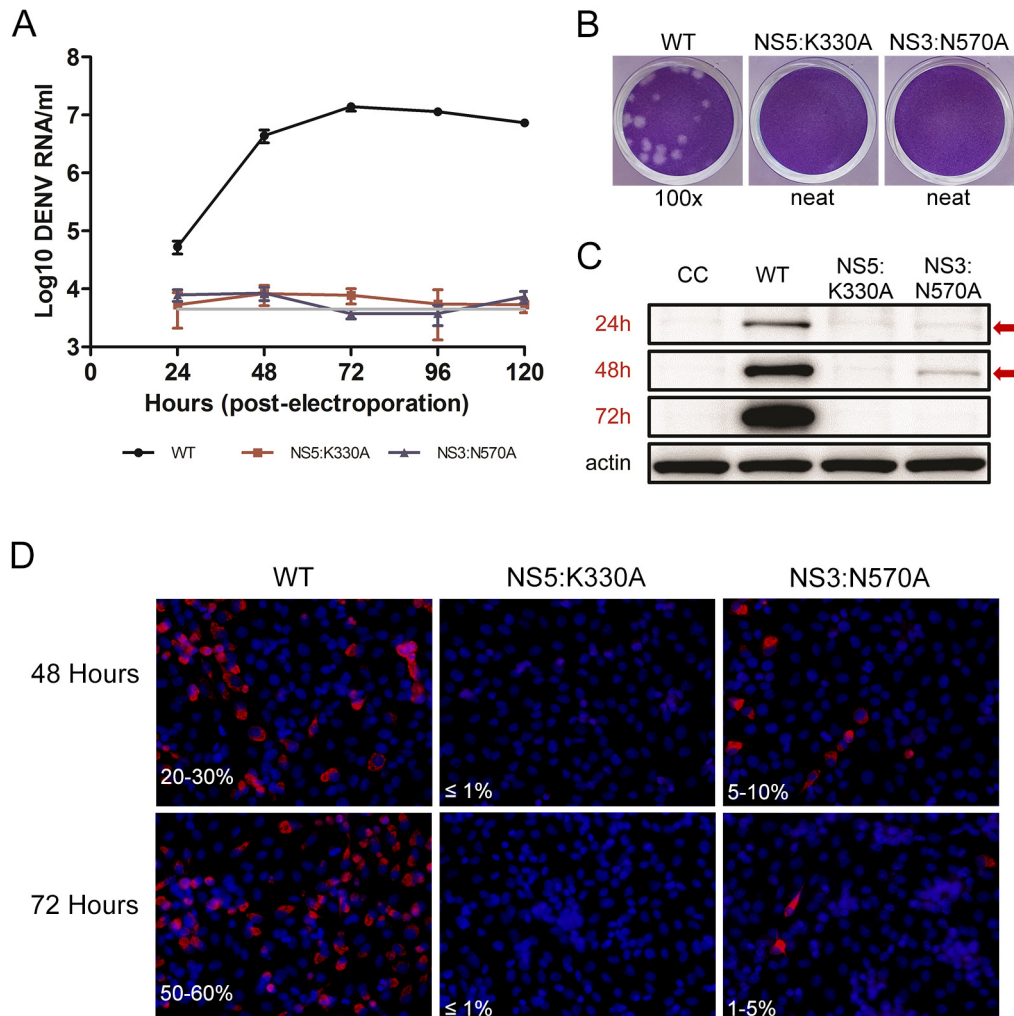 A
Log10 DENV RNA/ml
8
7
6
5
4
3
0
24
48
72
96
120
Hours (post-electroporation)
WT
NS5:K330A
NS3:N570A
B
WT
NS5:K330A
NS3:N570A
100x
neat
neat
C
CC
WT
NS5:
K330A
NS3:
N570A
24h
48h
72h
actin
D
WT
NS5:K330A
NS3:N570A
48 Hours
20-30%
≤ 1%
5-10%
72 Hours
50-60%
≤ 1%
1-5%